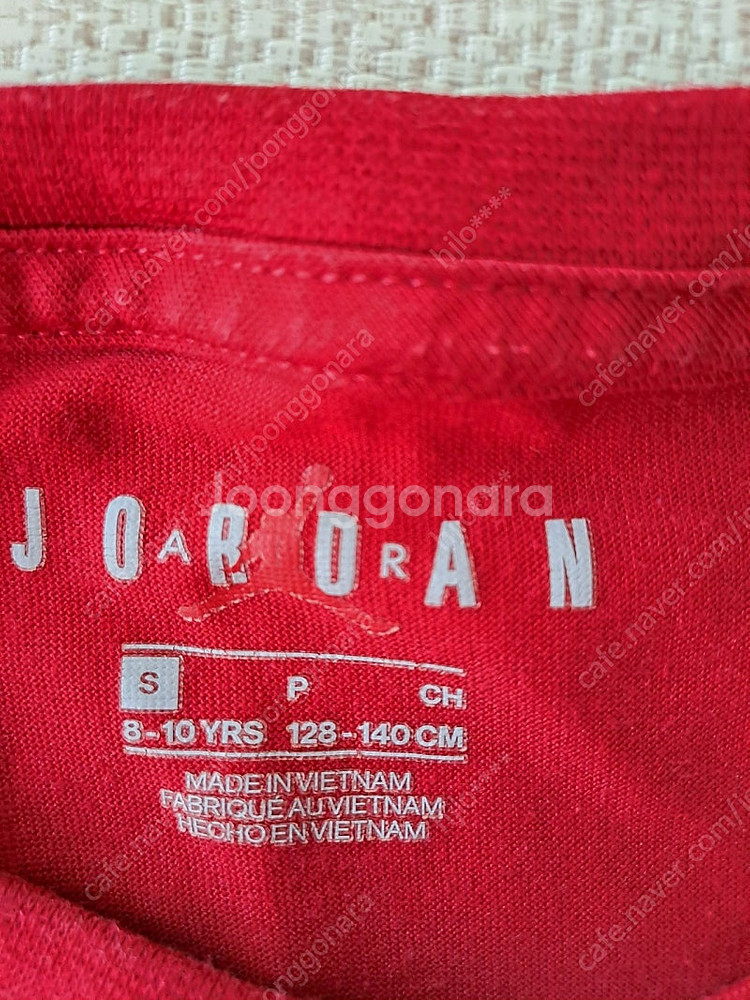 hjlo****
cafe.naver.com/joonggonara
Joonggonara
JORDAN
AIR
S P CH
8-10 YRS 128-140 CM
MADE IN VIETNAM
FABRIQUÉ AU VIETNAM
HECHO EN VIETNAM